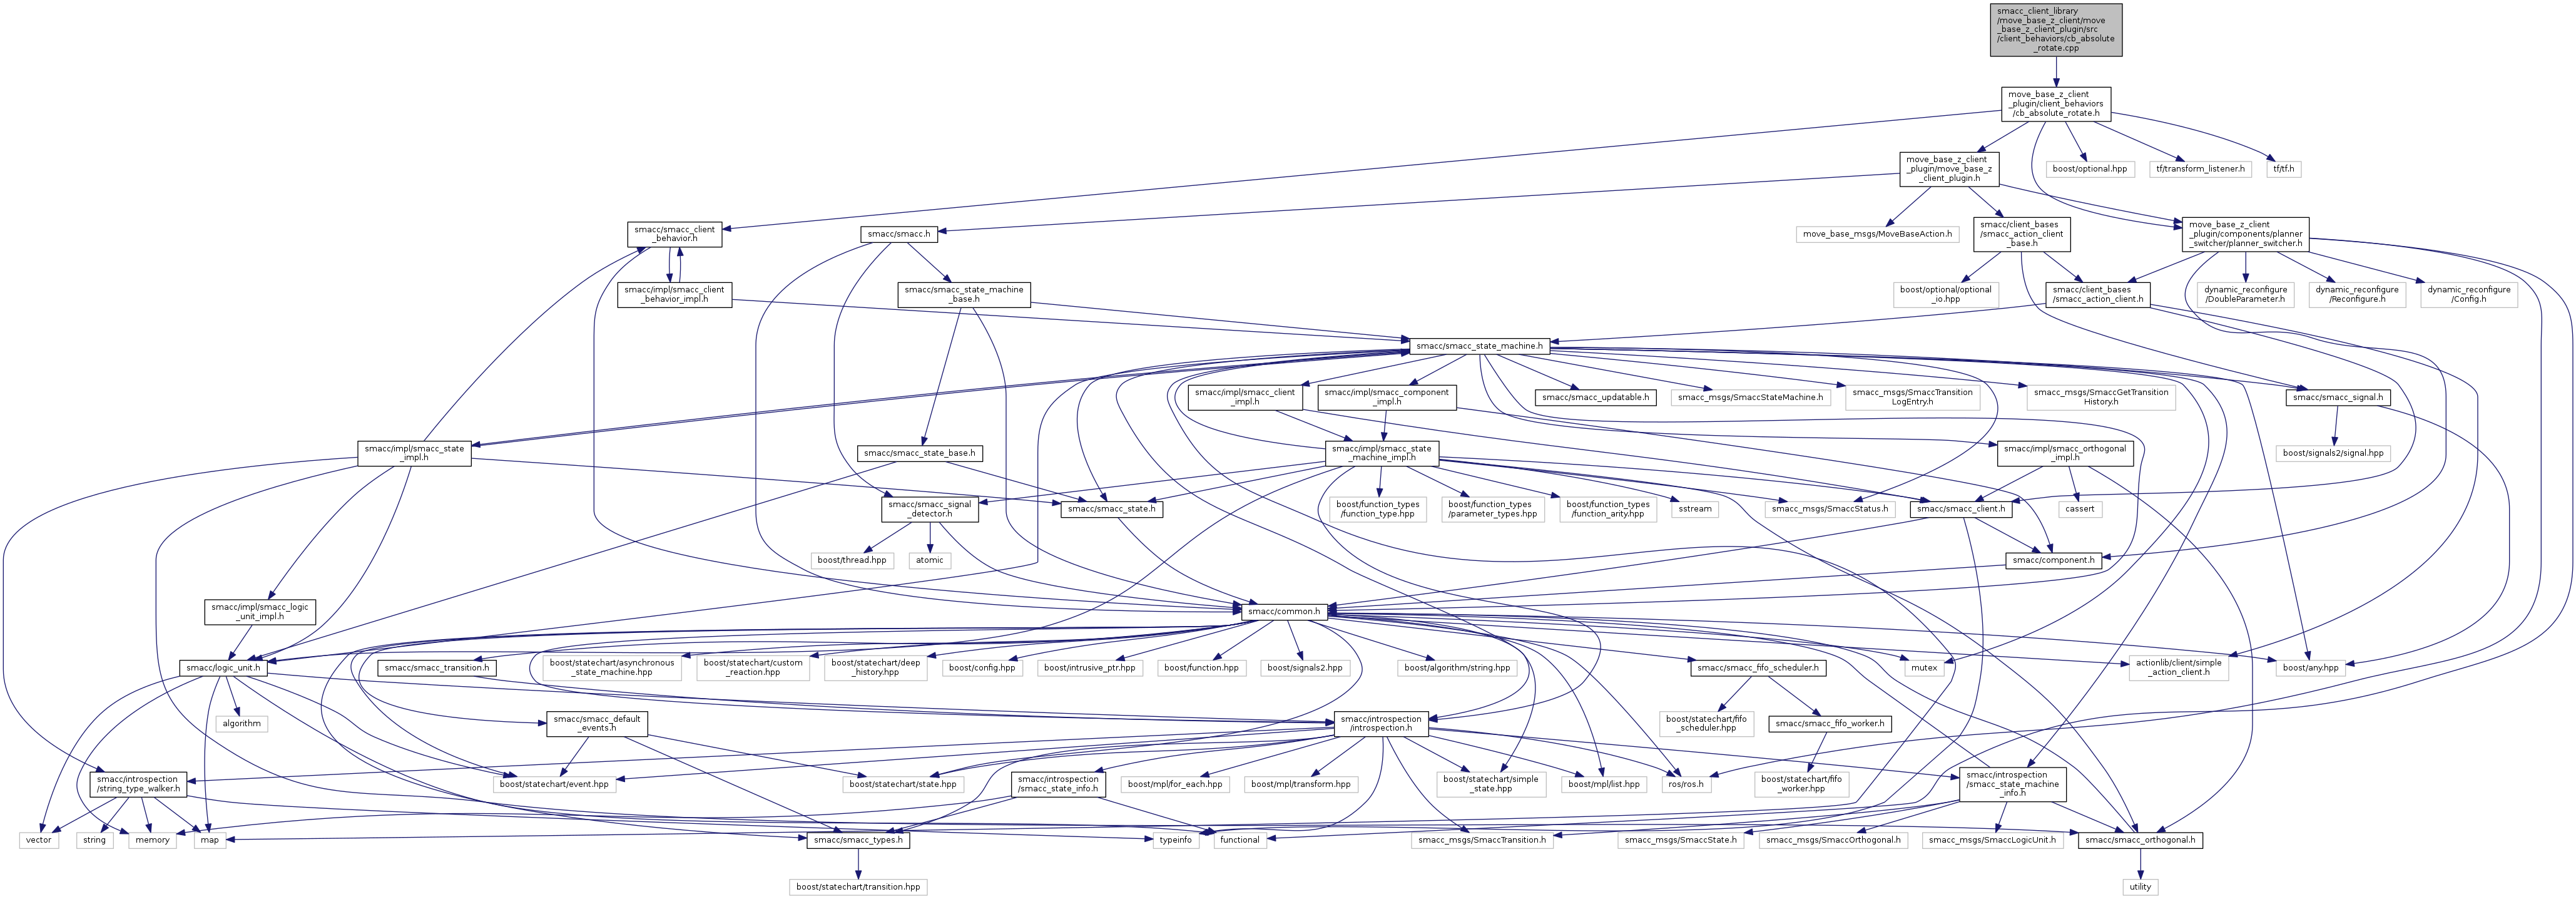 smacc_client_library
/move_base_z_client/move
_base_z_client_plugin/src
/client_behaviors/cb_absolute
_rotate.cpp
move_base_z_client
_plugin/client_behaviors
/cb_absolute_rotate.h
move_base_z_client
_plugin/move_base_z
_client_plugin.h
boost/optional.hpp
tf/transform_listener.h
tf/tf.h
smacc/smacc_client
_behavior.h
smacc/smacc.h
move_base_msgs/MoveBaseAction.h
smacc/client_bases
/smacc_action_client
_base.h
move_base_z_client
_plugin/components/planner
_switcher/planner_switcher.h
smacc/impl/smacc_client
_behavior_impl.h
smacc/smacc_state_machine
_base.h
boost/optional/optional
_io.hpp
smacc/client_bases
/smacc_action_client.h
dynamic_reconfigure
/DoubleParameter.h
dynamic_reconfigure
/Reconfigure.h
dynamic_reconfigure
/Config.h
smacc/smacc_state_machine.h
smacc/impl/smacc_client
_impl.h
smacc/impl/smacc_component
_impl.h
smacc/smacc_updatable.h
smacc_msgs/SmaccStateMachine.h
smacc_msgs/SmaccTransition
LogEntry.h
smacc_msgs/SmaccGetTransition
History.h
smacc/smacc_signal.h
smacc/impl/smacc_state
_impl.h
smacc/smacc_state_base.h
smacc/impl/smacc_state
_machine_impl.h
smacc/impl/smacc_orthogonal
_impl.h
boost/signals2/signal.hpp
smacc/smacc_signal
_detector.h
smacc/smacc_state.h
boost/function_types
/function_type.hpp
boost/function_types
/parameter_types.hpp
boost/function_types
/function_arity.hpp
sstream
smacc_msgs/SmaccStatus.h
smacc/smacc_client.h
cassert
boost/thread.hpp
atomic
smacc/component.h
smacc/impl/smacc_logic
_unit_impl.h
smacc/common.h
smacc/logic_unit.h
smacc/smacc_transition.h
boost/statechart/asynchronous
_state_machine.hpp
boost/statechart/custom
_reaction.hpp
boost/statechart/deep
_history.hpp
boost/config.hpp
boost/intrusive_ptr.hpp
boost/function.hpp
boost/signals2.hpp
boost/algorithm/string.hpp
smacc/smacc_fifo_scheduler.h
mutex
actionlib/client/simple
_action_client.h
boost/any.hpp
algorithm
smacc/smacc_default
_events.h
smacc/introspection
/introspection.h
boost/statechart/fifo
_scheduler.hpp
smacc/smacc_fifo_worker.h
smacc/introspection
/string_type_walker.h
boost/statechart/event.hpp
boost/statechart/state.hpp
smacc/introspection
/smacc_state_info.h
boost/mpl/for_each.hpp
boost/mpl/transform.hpp
boost/statechart/simple
_state.hpp
boost/mpl/list.hpp
ros/ros.h
boost/statechart/fifo
_worker.hpp
smacc/introspection
/smacc_state_machine
_info.h
vector
string
memory
map
smacc/smacc_types.h
typeinfo
functional
smacc_msgs/SmaccTransition.h
smacc_msgs/SmaccState.h
smacc_msgs/SmaccOrthogonal.h
smacc_msgs/SmaccLogicUnit.h
smacc/smacc_orthogonal.h
boost/statechart/transition.hpp
utility